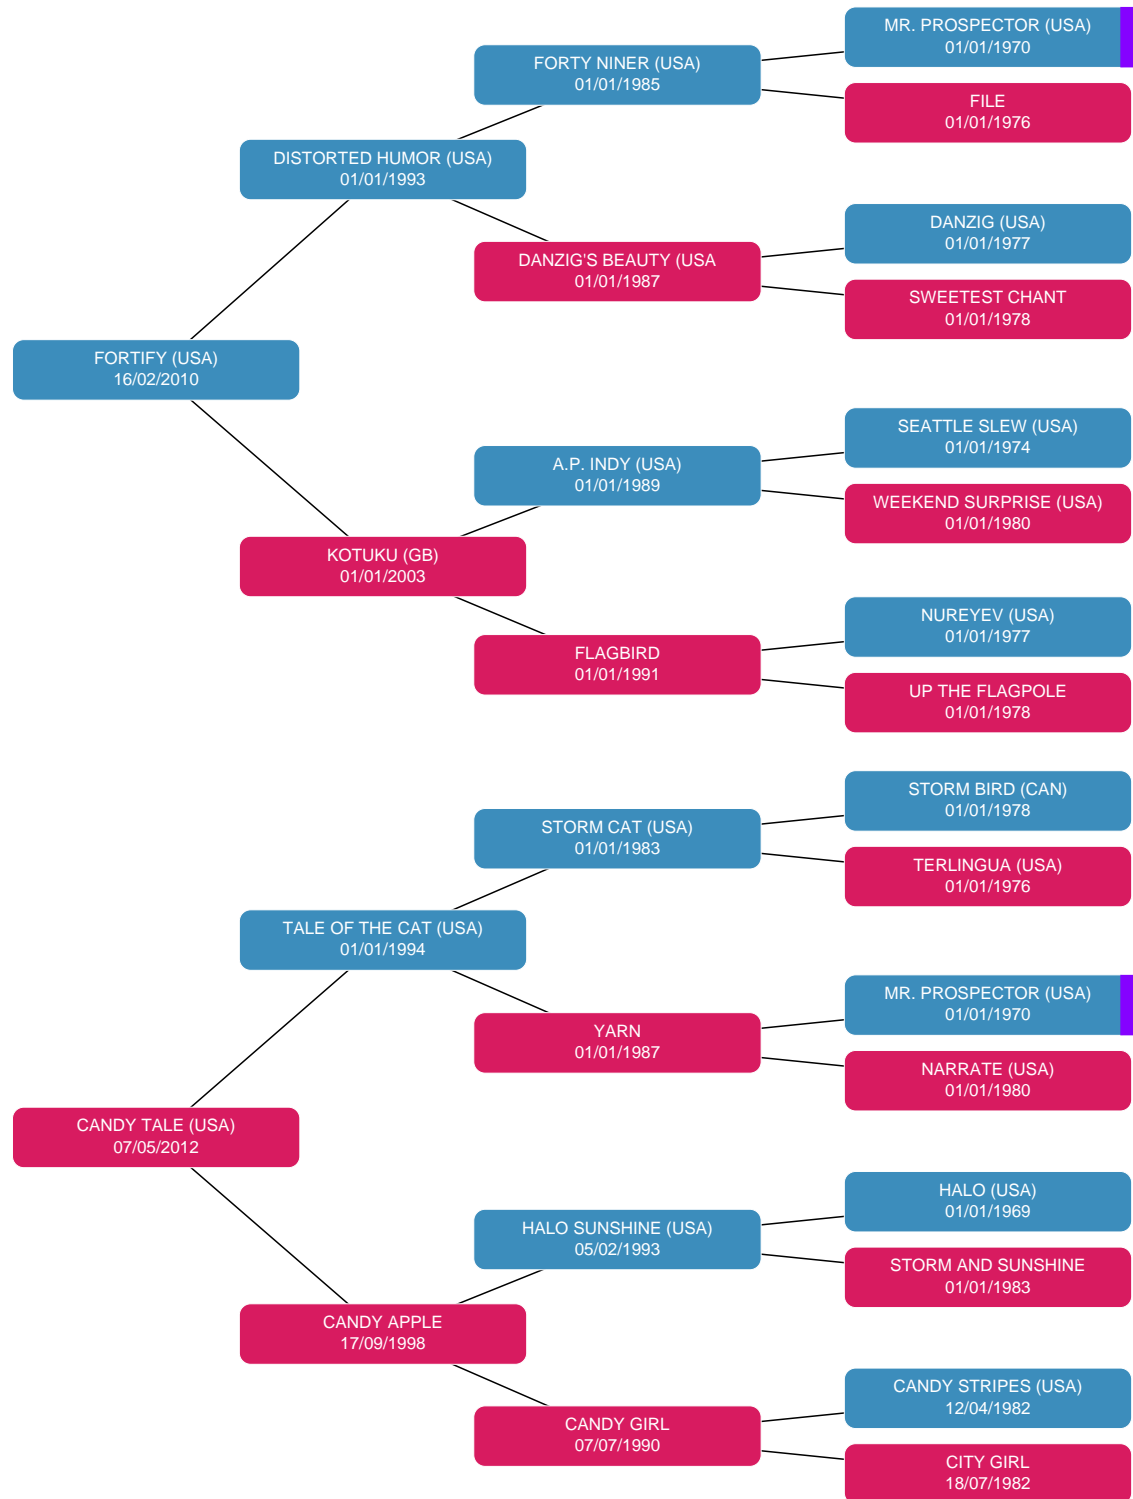 MR. PROSPECTOR (USA)
01/01/1970
FORTY NINER (USA)
01/01/1985
FILE
01/01/1976
DISTORTED HUMOR (USA)
01/01/1993
DANZIG (USA)
01/01/1977
DANZIG'S BEAUTY (USA
01/01/1987
SWEETEST CHANT
01/01/1978
FORTIFY (USA)
16/02/2010
SEATTLE SLEW (USA)
01/01/1974
A.P. INDY (USA)
01/01/1989
WEEKEND SURPRISE (USA)
01/01/1980
KOTUKU (GB)
01/01/2003
NUREYEV (USA)
01/01/1977
FLAGBIRD
01/01/1991
UP THE FLAGPOLE
01/01/1978
STORM BIRD (CAN)
01/01/1978
STORM CAT (USA)
01/01/1983
TERLINGUA (USA)
01/01/1976
TALE OF THE CAT (USA)
01/01/1994
MR. PROSPECTOR (USA)
01/01/1970
YARN
01/01/1987
NARRATE (USA)
01/01/1980
CANDY TALE (USA)
07/05/2012
HALO (USA)
01/01/1969
HALO SUNSHINE (USA)
05/02/1993
STORM AND SUNSHINE
01/01/1983
CANDY APPLE
17/09/1998
CANDY STRIPES (USA)
12/04/1982
CANDY GIRL
07/07/1990
CITY GIRL
18/07/1982